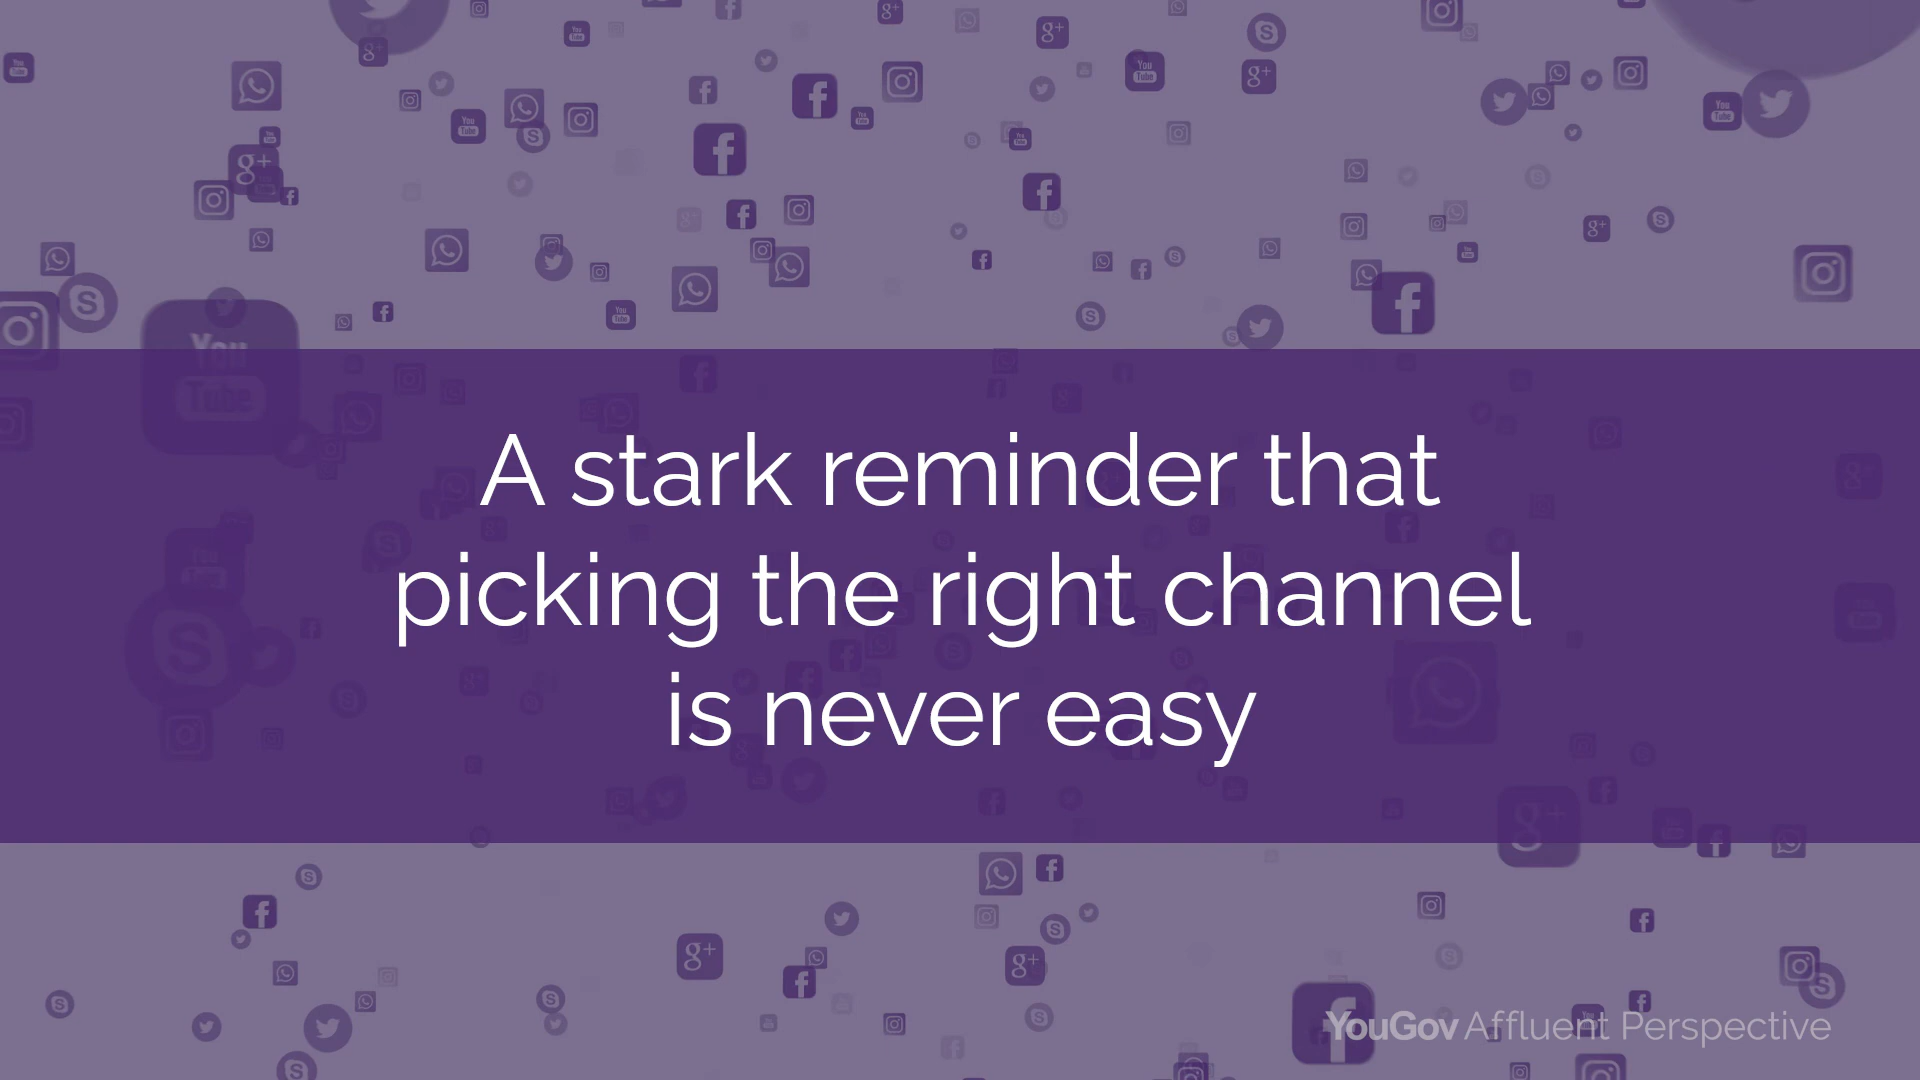 A stark reminder that
picking the right channel
is never easy
YouGov Affluent Perspective